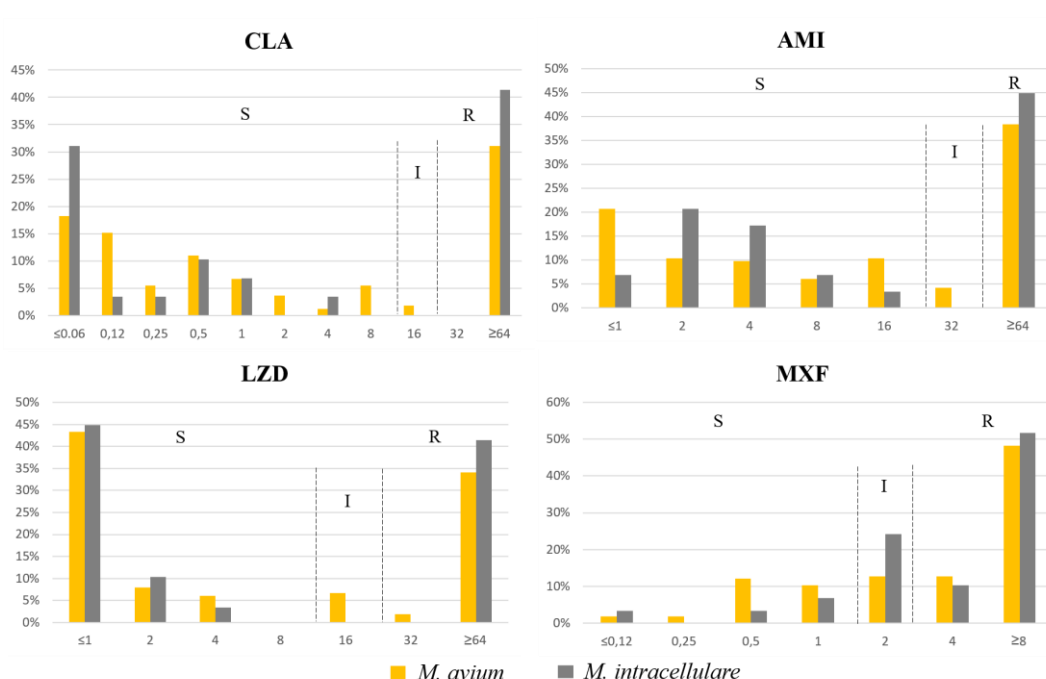 CLA
45%
40%
35%
30%
25%
20%
15%
10%
5%
0%
S
I
R
≤0.06 0,12 0,25 0,5 1 2 4 8 16 32 ≥64
AMI
50%
45%
40%
35%
30%
25%
20%
15%
10%
5%
0%
S
I
R
≤1 2 4 8 16 32 ≥64
LZD
50%
45%
40%
35%
30%
25%
20%
15%
10%
5%
0%
S
I
R
≤1 2 4 8 16 32 ≥64
MXF
60%
50%
40%
30%
20%
10%
0%
S
I
R
≤0,12 0,25 0,5 1 2 4 ≥8
M. avium M. intracellulare